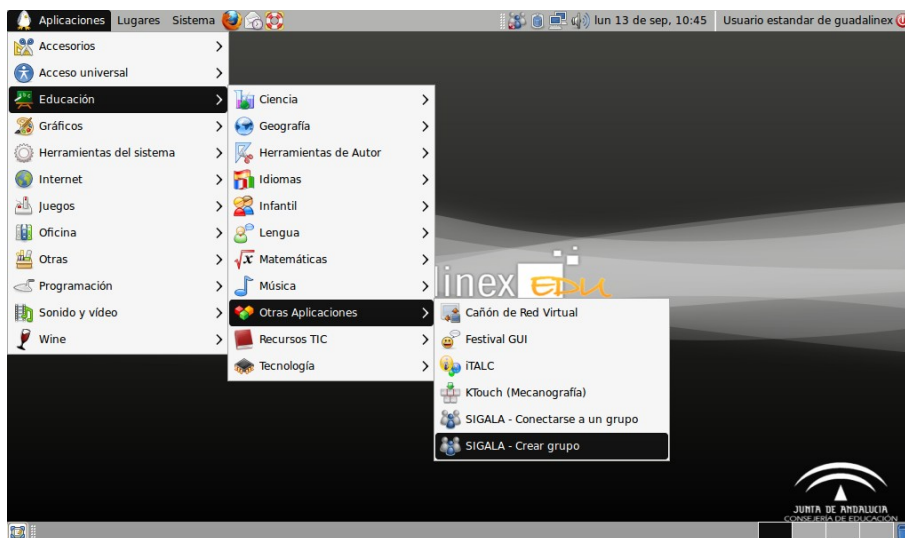 Aplicaciones Lugares Sistema lun 13 de sep, 10:45 Usuario estandar de guadalinex
Accesorios
Acceso universal
Educación
Gráficos
Herramientas del sistema
Internet
Juegos
Oficina
Otras
Programación
Sonido y vídeo
Wine
Ciencia
Geografía
Herramientas de Autor
Idiomas
Infantil
Lengua
Matemáticas
Música
Otras Aplicaciones
Recursos TIC
Tecnología
Cañón de Red Virtual
Festival GUI
iTALC
KTouch (Mecanografía)
SIGALA - Conectarse a un grupo
SIGALA - Crear grupo
linex EDU
JUNTA DE ANDALUCIA
CONSEJERÍA DE EDUCACIÓN